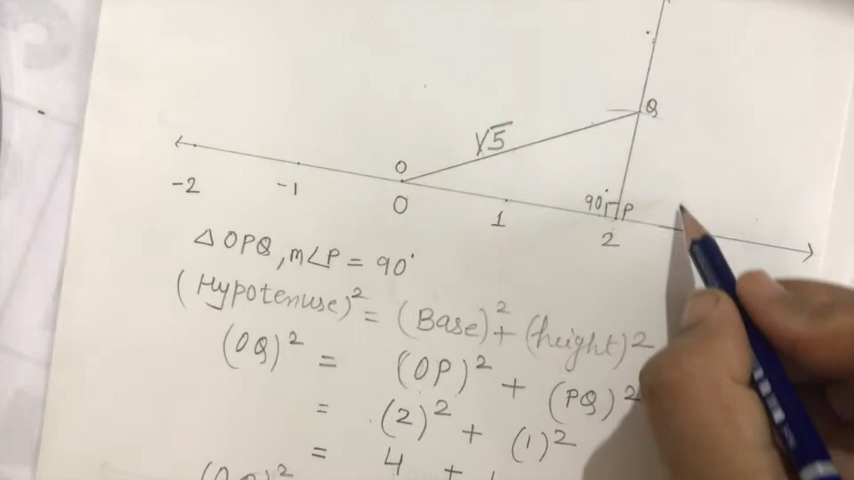 Q
√5
O
90° P
-2 -1 0 1 2
△OPQ, m∠P = 90°
(Hypotenuse)² = (Base)² + (height)²
(OQ)² = (OP)² + (PQ)²
= (2)² + (1)²
= 4 +